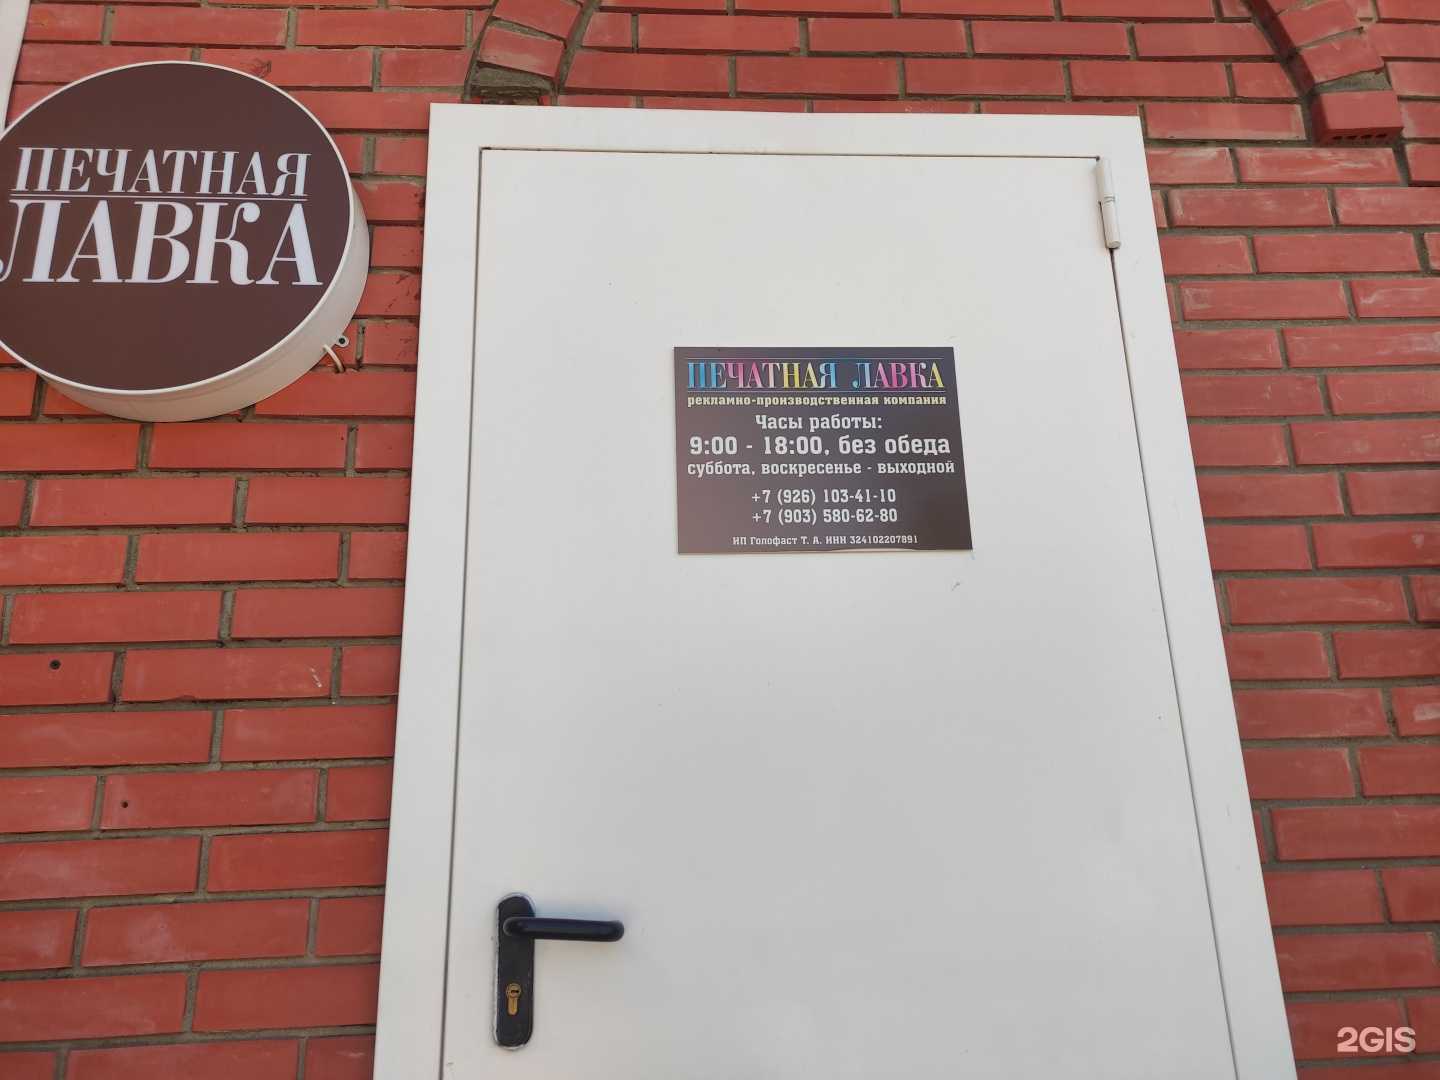 ПЕЧАТНАЯ
ЛАВКА
ПЕЧАТНАЯ ЛАВКА
рекламно-производственная компания
Часы работы:
9:00 - 18:00, без обеда
суббота, воскресенье - выходной
+7 (926) 103-41-10
+7 (903) 580-62-80
ИП Голофаст Т. А. ИНН 324102207891
2GIS